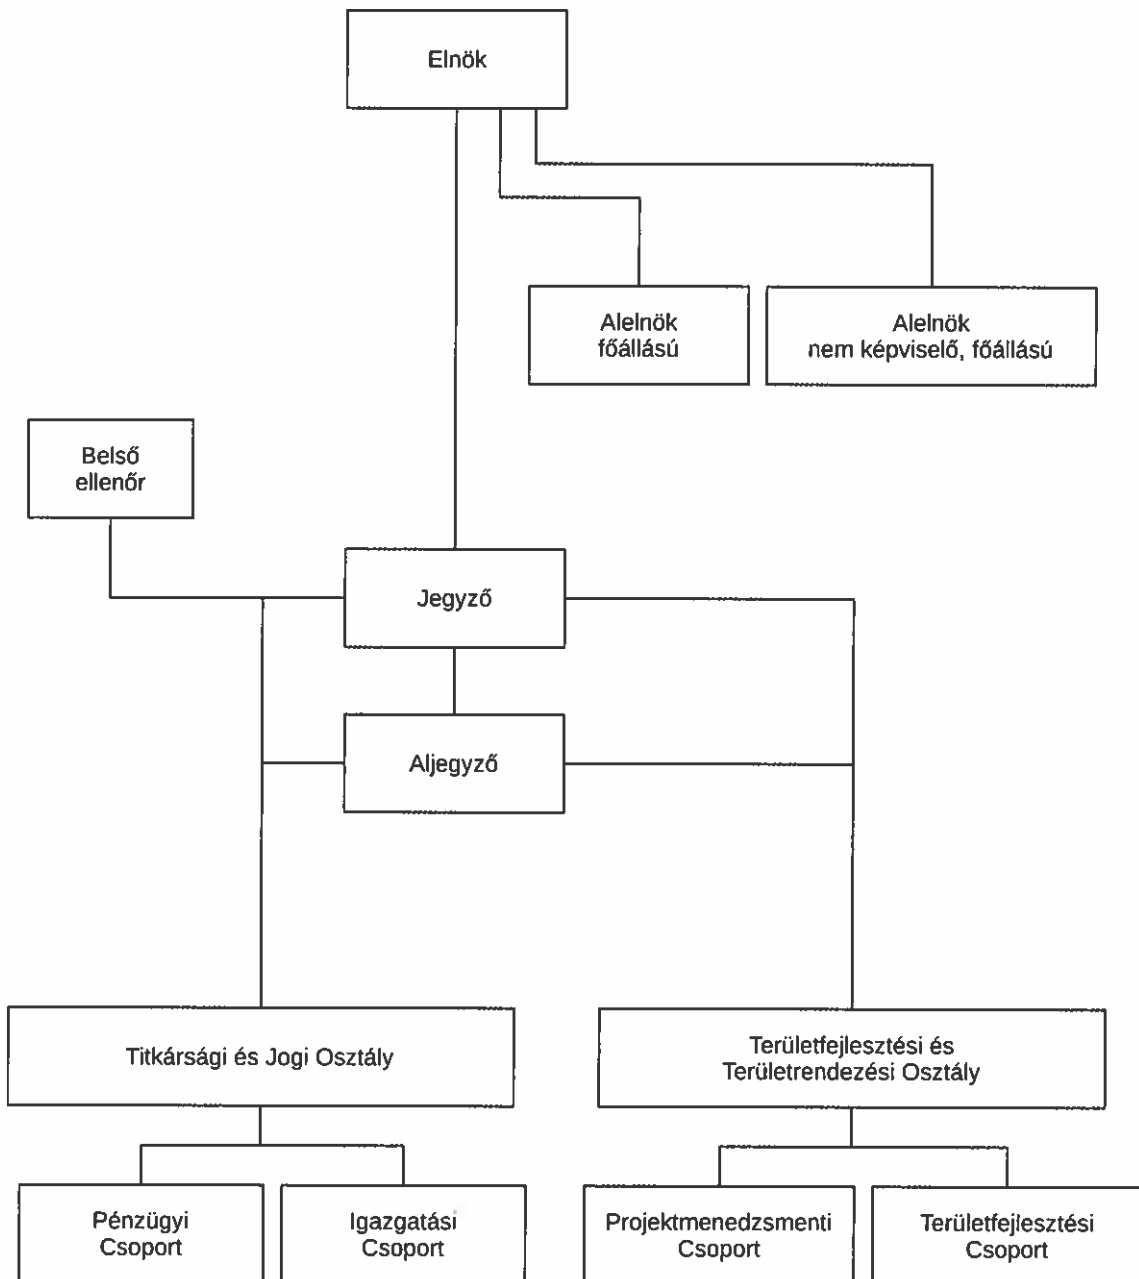 Elnök
Alelnök
főállású
Alelnök
nem képviselő, főállású
Belső
ellenőr
Jegyző
Aljegyző
Titkársági és Jogi Osztály
Területfejlesztési és
Területrendezési Osztály
Pénzügyi
Csoport
Igazgatási
Csoport
Projektmenedzsmenti
Csoport
Területfejlesztési
Csoport